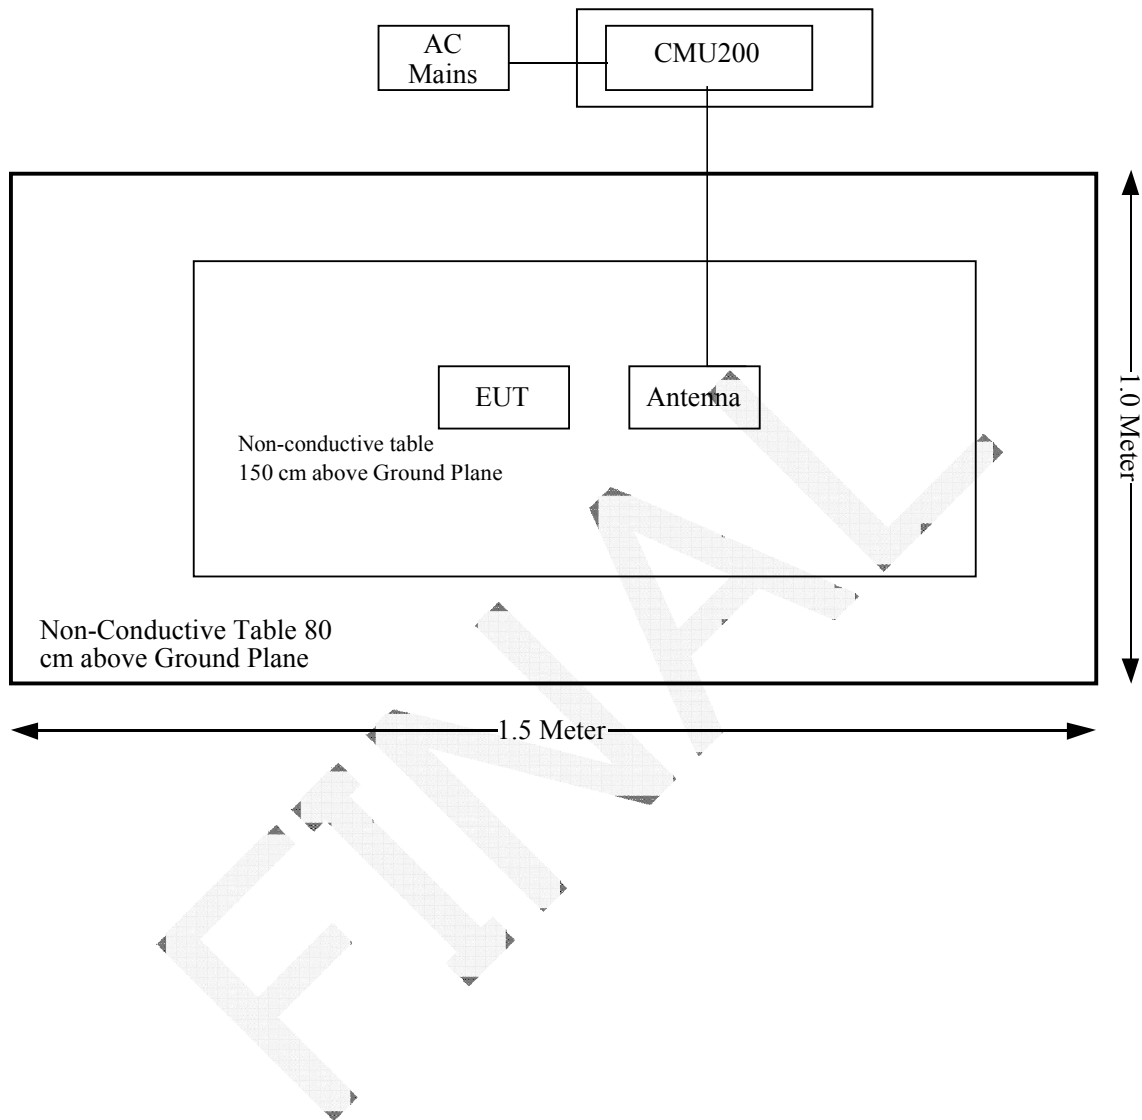 AC
Mains
CMU200
EUT
Antenna
Non-conductive table
150 cm above Ground Plane
Non-Conductive Table 80
cm above Ground Plane
1.0 Meter
1.5 Meter
FINAL